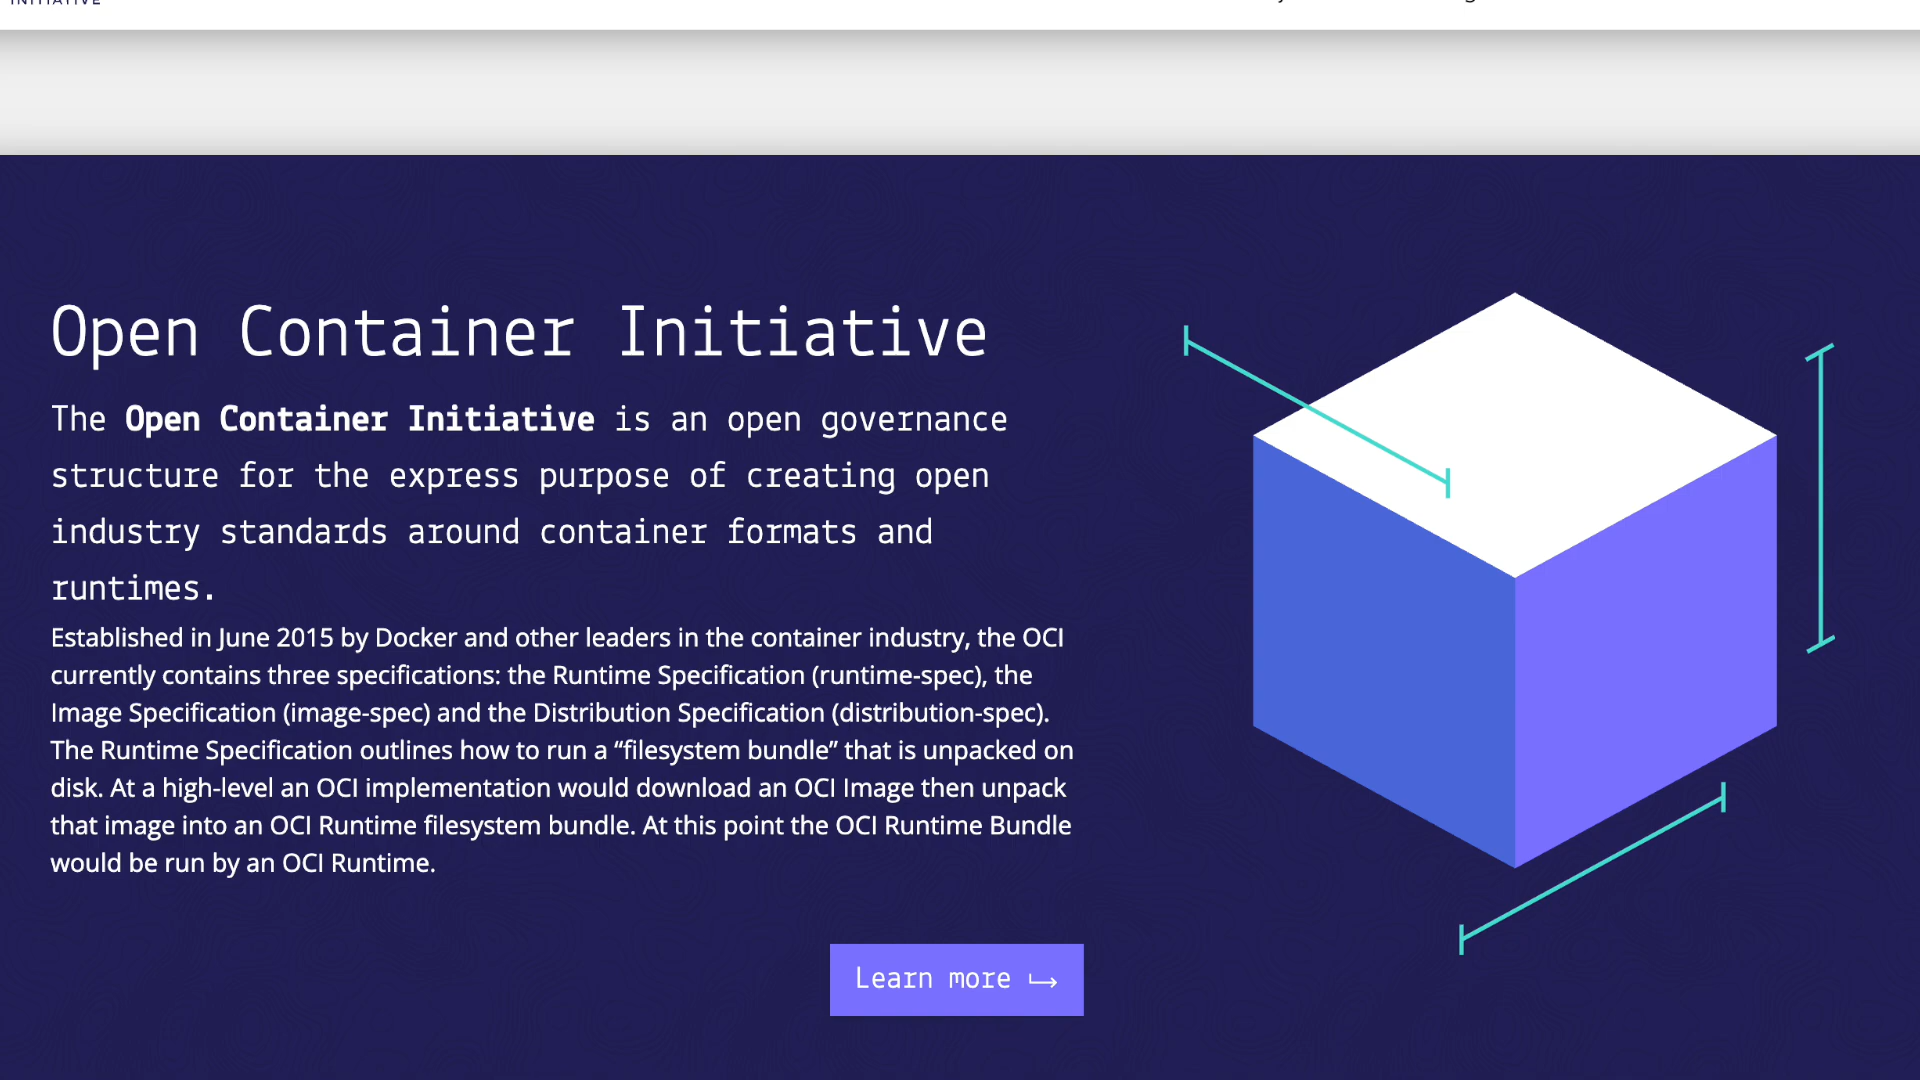 INITIATIVE
Open Container Initiative
The Open Container Initiative is an open governance
structure for the express purpose of creating open
industry standards around container formats and
runtimes.
Established in June 2015 by Docker and other leaders in the container industry, the OCI
currently contains three specifications: the Runtime Specification (runtime-spec), the
Image Specification (image-spec) and the Distribution Specification (distribution-spec).
The Runtime Specification outlines how to run a “filesystem bundle” that is unpacked on
disk. At a high-level an OCI implementation would download an OCI Image then unpack
that image into an OCI Runtime filesystem bundle. At this point the OCI Runtime Bundle
would be run by an OCI Runtime.
Learn more